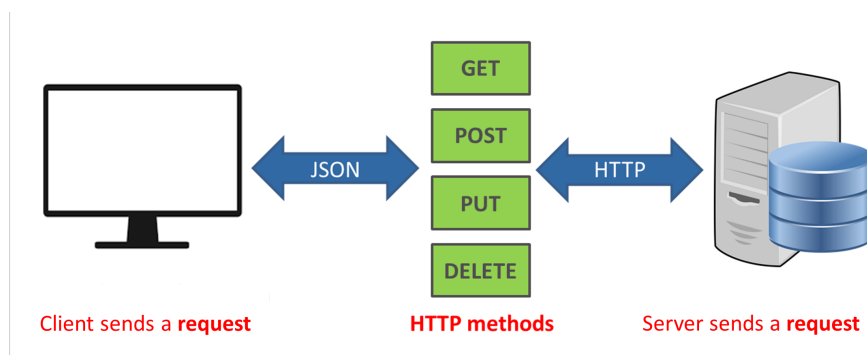 GET
POST
JSON
HTTP
PUT
DELETE
Client sends a request
HTTP methods
Server sends a request